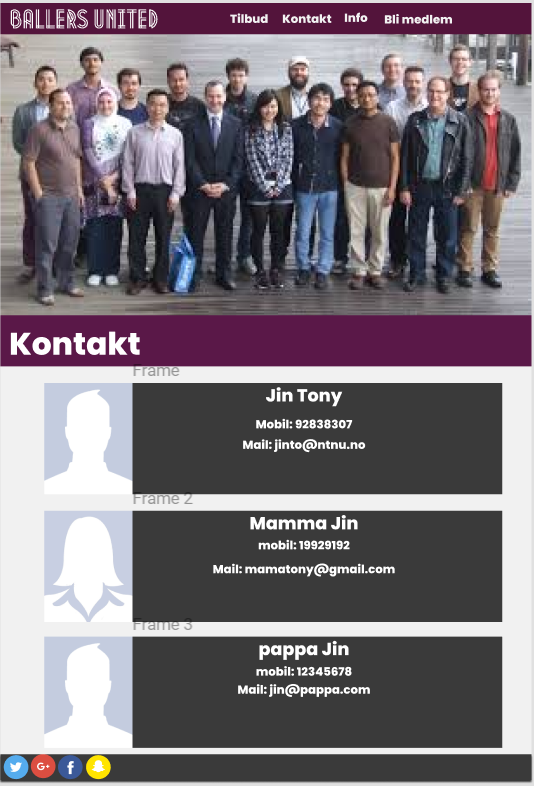 BALLERS UNITED
Tilbud Kontakt Info Bli medlem
Kontakt
Frame
Jin Tony
Mobil: 92838307
Mail: jinto@ntnu.no
Frame 2
Mamma Jin
mobil: 19929192
Mail: mamatony@gmail.com
Frame 3
pappa Jin
mobil: 12345678
Mail: jin@pappa.com
G+
f